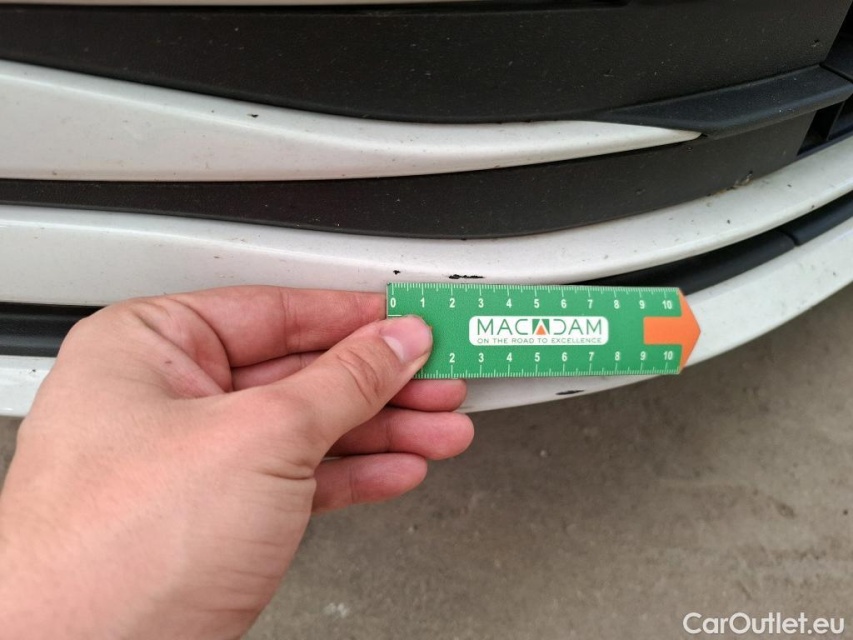 0 1 2 3 4 5 6 7 8 9 10
MACADAM
ON THE ROAD TO EXCELLENCE
2 3 4 5 6 7 8 9 10
CarOutlet.eu